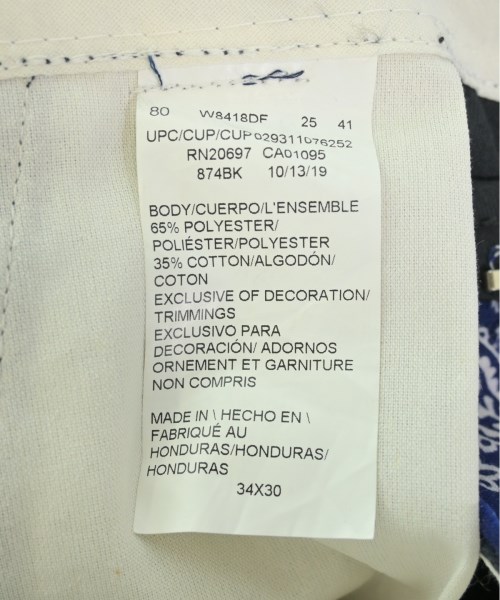 80 W8418DF 25 41
UPC/CUP/CUP029311076252
RN20697 CA01095
874BK 10/13/19
BODY/CUERPO/L'ENSEMBLE
65% POLYESTER/
POLIÉSTER/POLYESTER
35% COTTON/ALGODÓN/
COTON
EXCLUSIVE OF DECORATION/
TRIMMINGS
EXCLUSIVO PARA
DECORACIÓN/ ADORNOS
ORNEMENT ET GARNITURE
NON COMPRIS
MADE IN \ HECHO EN \
FABRIQUÉ AU
HONDURAS/HONDURAS/
HONDURAS
34X30